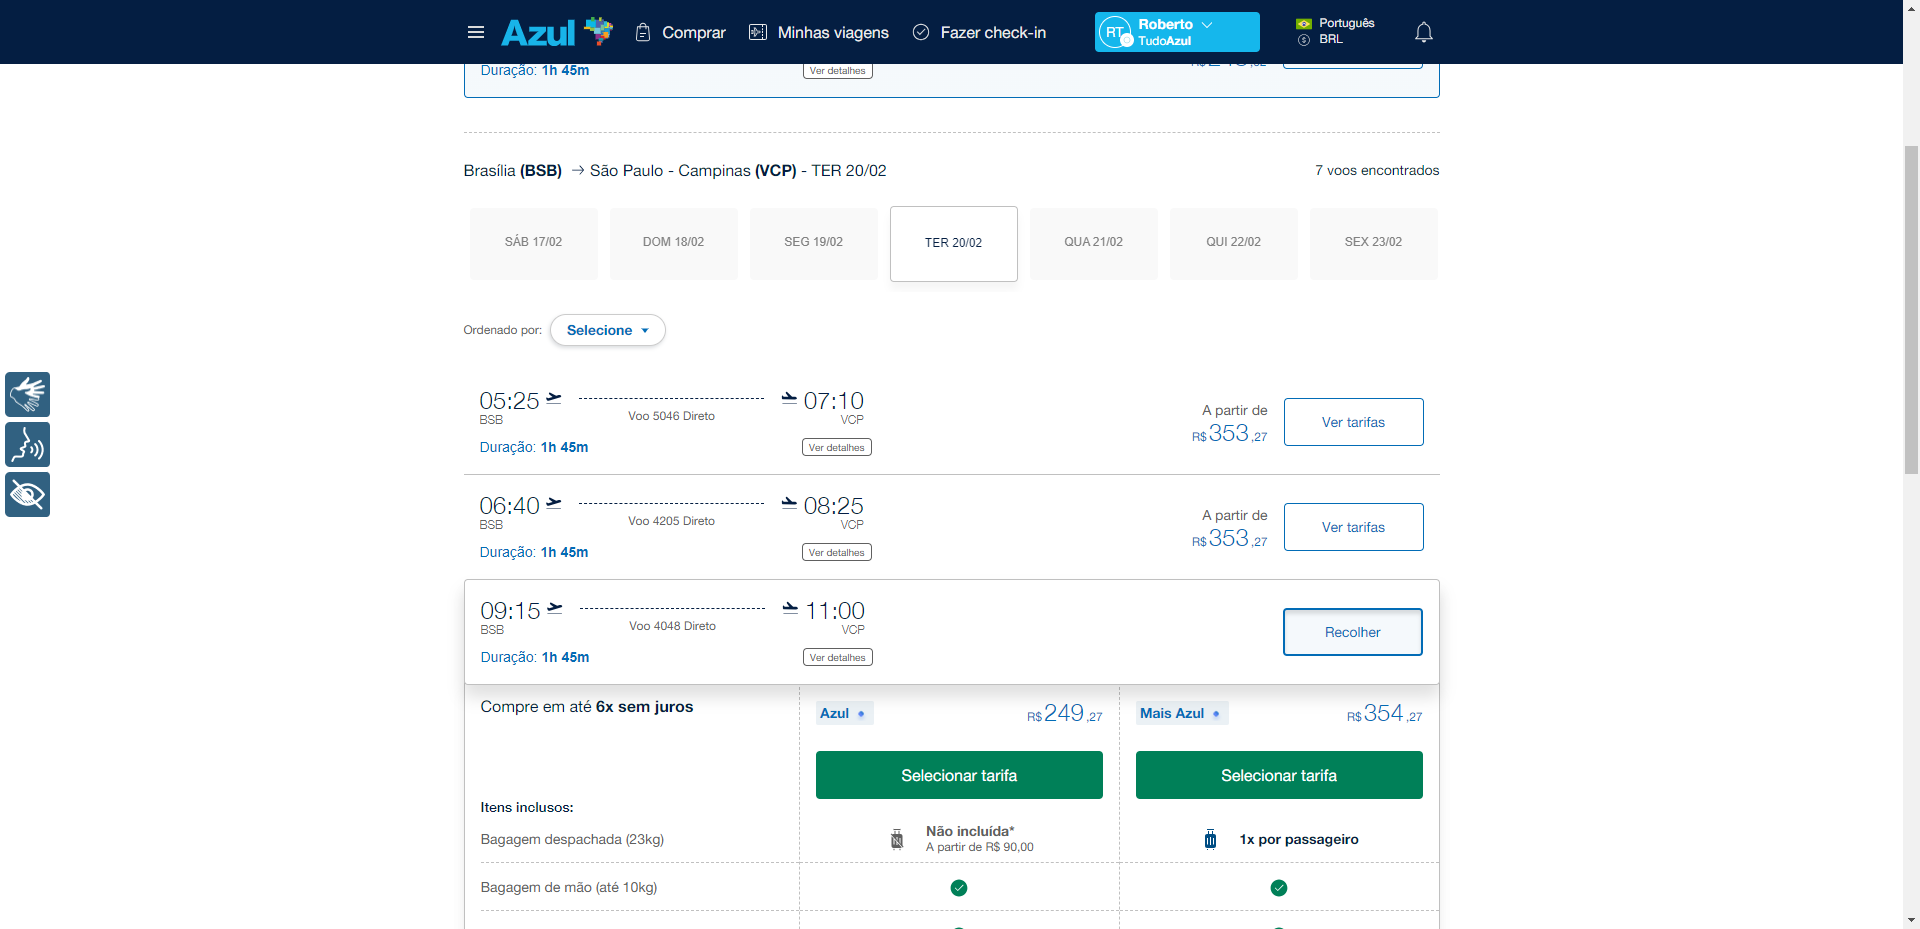 Azul
Comprar
Minhas viagens
Fazer check-in
RT
Roberto
TudoAzul
Português
BRL
Duração: 1h 45m
Ver detalhes
Brasília (BSB) → São Paulo - Campinas (VCP) - TER 20/02
7 voos encontrados
SÁB 17/02
DOM 18/02
SEG 19/02
TER 20/02
QUA 21/02
QUI 22/02
SEX 23/02
Ordenado por:
Selecione
05:25
07:10
BSB
Voo 5046 Direto
VCP
Duração: 1h 45m
Ver detalhes
A partir de
R$ 353,27
Ver tarifas
06:40
08:25
BSB
Voo 4205 Direto
VCP
Duração: 1h 45m
Ver detalhes
A partir de
R$ 353,27
Ver tarifas
09:15
11:00
BSB
Voo 4048 Direto
VCP
Duração: 1h 45m
Ver detalhes
Recolher
Compre em até 6x sem juros
Azul
R$ 249,27
Mais Azul
R$ 354,27
Selecionar tarifa
Selecionar tarifa
Itens inclusos:
Bagagem despachada (23kg)
Não incluída*
A partir de R$ 90,00
1x por passageiro
Bagagem de mão (até 10kg)